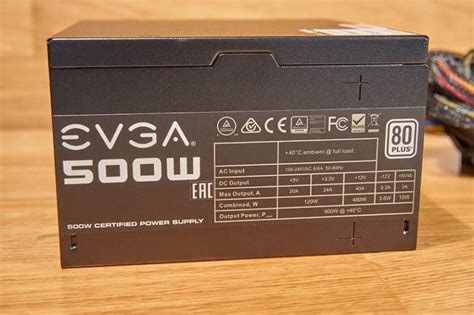 EVGA
500W
EAC
500W CERTIFIED POWER SUPPLY
80
PLUS
+40°C ambient @ full load
AC Input 100-240VAC 8/4A, 50-60Hz
DC Output +5V +3.3V +12V -12V +5Vsb
Max Output, A 20A 24A 40A 0.3A 3A
Combined, W 120W 480W 3.6W 15W
Output Power, P 500W @ +40°C